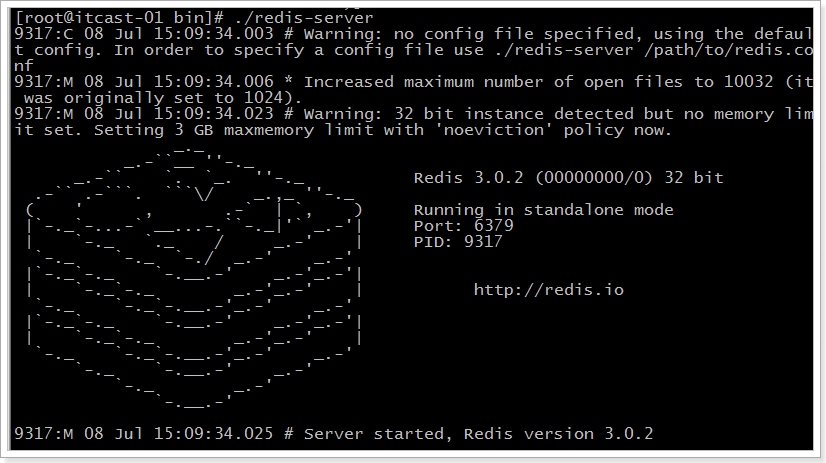 [root@itcast-01 bin]# ./redis-server
9317:C 08 Jul 15:09:34.003 # Warning: no config file specified, using the defaul
t config. In order to specify a config file use ./redis-server /path/to/redis.co
nf
9317:M 08 Jul 15:09:34.006 * Increased maximum number of open files to 10032 (it
 was originally set to 1024).
9317:M 08 Jul 15:09:34.023 # Warning: 32 bit instance detected but no memory lim
it set. Setting 3 GB maxmemory limit with 'noeviction' policy now.
Redis 3.0.2 (00000000/0) 32 bit
Running in standalone mode
Port: 6379
PID: 9317
http://redis.io
9317:M 08 Jul 15:09:34.025 # Server started, Redis version 3.0.2